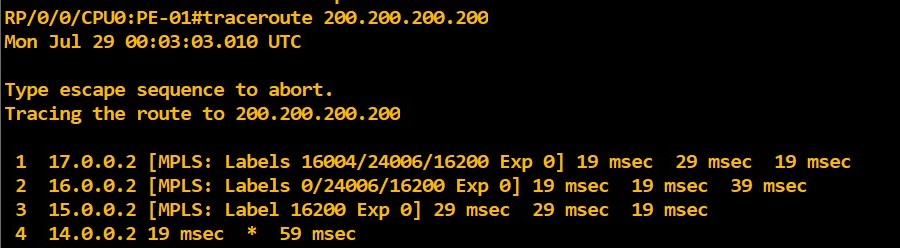 RP/0/0/CPU0:PE-01#traceroute 200.200.200.200
Mon Jul 29 00:03:03.010 UTC
Type escape sequence to abort.
Tracing the route to 200.200.200.200
1 17.0.0.2 [MPLS: Labels 16004/24006/16200 Exp 0] 19 msec 29 msec 19 msec
2 16.0.0.2 [MPLS: Labels 0/24006/16200 Exp 0] 19 msec 19 msec 39 msec
3 15.0.0.2 [MPLS: Label 16200 Exp 0] 29 msec 29 msec 19 msec
4 14.0.0.2 19 msec * 59 msec